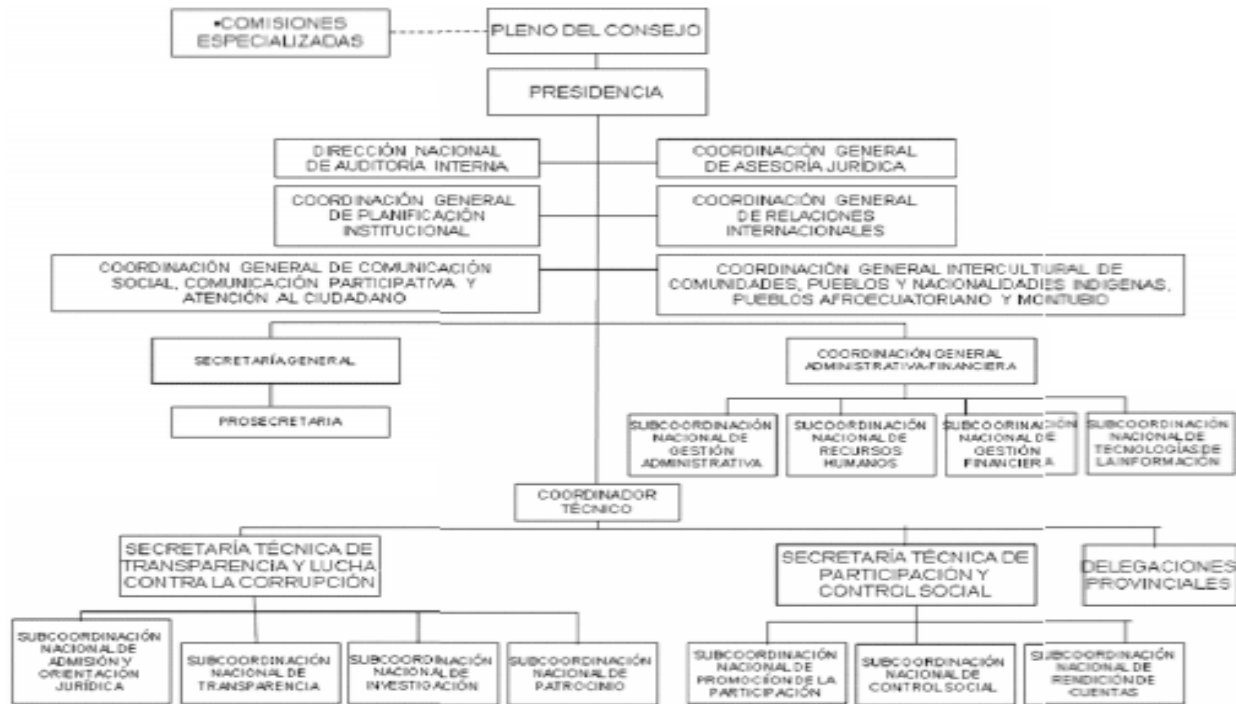 •COMISIONES
ESPECIALIZADAS
PLENO DEL CONSEJO
PRESIDENCIA
DIRECCIÓN NACIONAL
DE AUDITORÍA INTERNA
COORDINACIÓN GENERAL
DE ASESORÍA JURÍDICA
COORDINACIÓN GENERAL
DE PLANIFICACIÓN
INSTITUCIONAL
COORDINACIÓN GENERAL
DE RELACIONES
INTERNACIONALES
COORDINACIÓN GENERAL DE COMUNICACIÓN
SOCIAL, COMUNICACIÓN PARTICIPATIVA Y
ATENCIÓN AL CIUDADANO
COORDINACIÓN GENERAL INTERCULTURAL DE
COMUNIDADES, PUEBLOS Y NACIONALIDADES INDIGENAS,
PUEBLOS AFROECUATORIANO Y MONTUBIO
SECRETARÍA GENERAL
COORDINACIÓN GENERAL
ADMINISTRATIVA-FINANCIERA
PROSECRETARIA
SUBCOORDINACIÓN
NACIONAL DE
GESTIÓN
ADMINISTRATIVA
SUCOORDINACIÓN
NACIONAL DE
RECURSOS
HUMANOS
SUBCOORINACIÓN
NACIONAL DE
GESTIÓN
FINANCIERA
SUBCOORDINACIÓN
NACIONAL DE
TECNOLOGÍAS DE
LA INFORMACIÓN
COORDINADOR
TÉCNICO
SECRETARÍA TÉCNICA DE
TRANSPARENCIA Y LUCHA
CONTRA LA CORRUPCIÓN
SECRETARÍA TÉCNICA DE
PARTICIPACIÓN Y
CONTROL SOCIAL
DELEGACIONES
PROVINCIALES
SUBCOORDINACIÓN
NACIONAL DE
ADMISIÓN Y
ORIENTACIÓN
JURÍDICA
SUBCOORDINACIÓN
NACIONAL DE
TRANSPARENCIA
SUBCOORDINACIÓN
NACIONAL DE
INVESTIGACIÓN
SUBCOORDINACIÓN
NACIONAL DE
PATROCINIO
SUBCOORDINACIÓN
NACIONAL DE
PROMOCIÓN DE LA
PARTICIPACIÓN
SUBCOORDINACIÓN
NACIONAL DE
CONTROL SOCIAL
SUBCOORDINACIÓN
NACIONAL DE
RENDICIÓN DE
CUENTAS